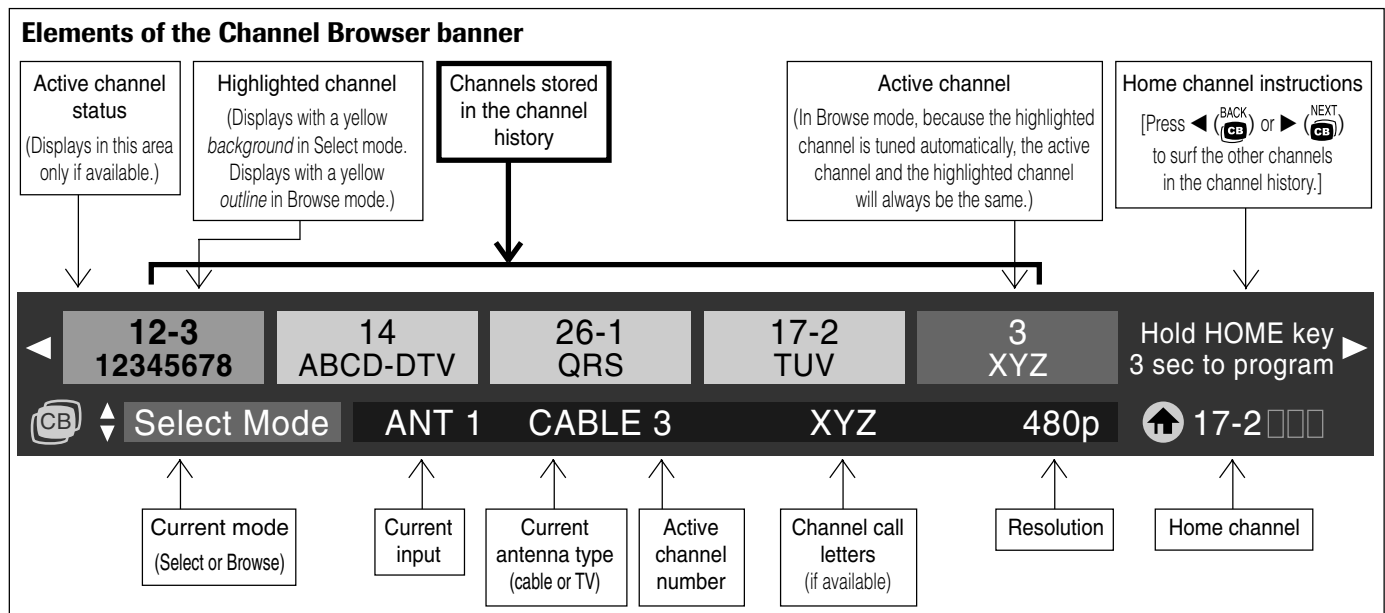 Elements of the Channel Browser banner
Active channel
status
(Displays in this area
only if available.)
Highlighted channel
(Displays with a yellow
background in Select mode.
Displays with a yellow
outline in Browse mode.)
Channels stored
in the channel
history
Active channel
(In Browse mode, because the highlighted
channel is tuned automatically, the active
channel and the highlighted channel
will always be the same.)
Home channel instructions
[Press ◀ (BACK CB) or ▶ (NEXT CB)
to surf the other channels
in the channel history.]
12-3
12345678
14
ABCD-DTV
26-1
QRS
17-2
TUV
3
XYZ
Hold HOME key
3 sec to program
CB Select Mode ANT 1 CABLE 3 XYZ 480p 17-2
Current mode
(Select or Browse)
Current
input
Current
antenna type
(cable or TV)
Active
channel
number
Channel call
letters
(if available)
Resolution
Home channel